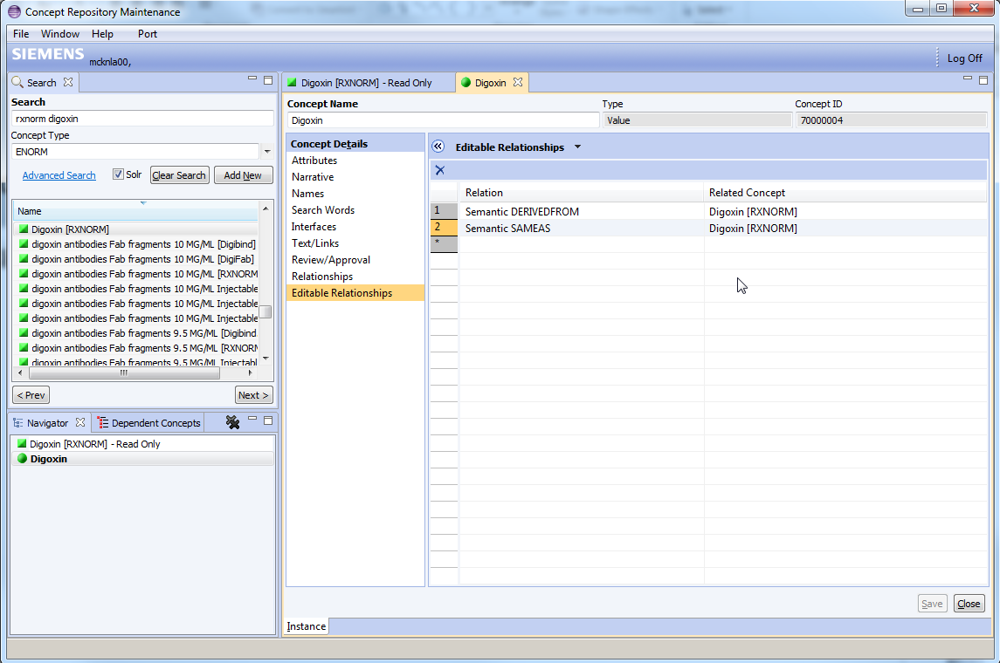 Concept Repository Maintenance
File Window Help Port
SIEMENS mcknla00,
Log Off
Search
Search
rxnorm digoxin
Concept Type
ENORM
Advanced Search Solr Clear Search Add New
Name
Digoxin [RXNORM]
digoxin antibodies Fab fragments 10 MG/ML [Digibind]
digoxin antibodies Fab fragments 10 MG/ML [DigiFab]
digoxin antibodies Fab fragments 10 MG/ML [RXNORM
digoxin antibodies Fab fragments 10 MG/ML Injectable
digoxin antibodies Fab fragments 10 MG/ML Injectable
digoxin antibodies Fab fragments 10 MG/ML Injectable
digoxin antibodies Fab fragments 9.5 MG/ML [Digibind
digoxin antibodies Fab fragments 9.5 MG/ML [RXNORM
digoxin antibodies Fab fragments 9.5 MG/ML Injectabl
< Prev Next >
Navigator Dependent Concepts
Digoxin [RXNORM] - Read Only
Digoxin
Digoxin [RXNORM] - Read Only Digoxin
Concept Name Type Concept ID
Digoxin Value 70000004
Concept Details
Attributes
Narrative
Names
Search Words
Interfaces
Text/Links
Review/Approval
Relationships
Editable Relationships
Editable Relationships
Relation Related Concept
1 Semantic DERIVEDFROM Digoxin [RXNORM]
2 Semantic SAMEAS Digoxin [RXNORM]
*
Save Close
Instance